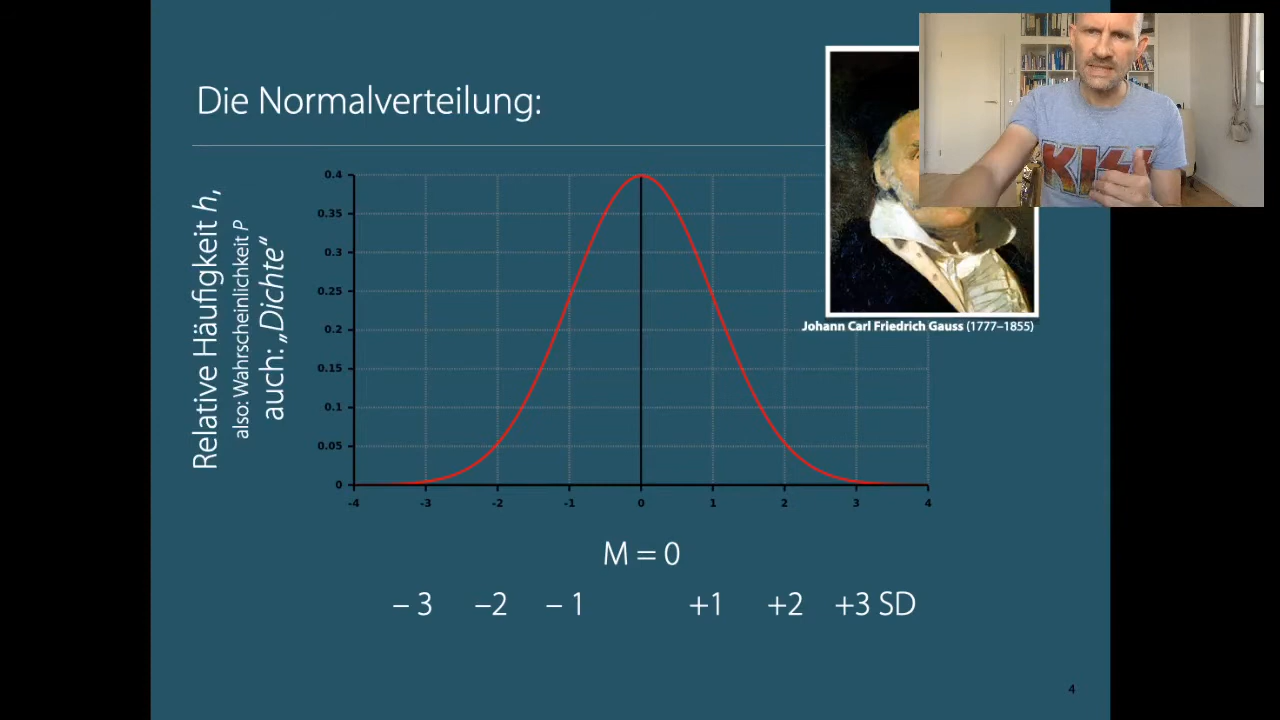 Die Normalverteilung:
KISS
Relative Häufigkeit h,
also: Wahrscheinlichkeit P
auch: „Dichte“
0.4
0.35
0.3
0.25
0.2
0.15
0.1
0.05
0
-4 -3 -2 -1 0 1 2 3 4
Johann Carl Friedrich Gauss (1777–1855)
M = 0
– 3 –2 – 1 +1 +2 +3 SD
4